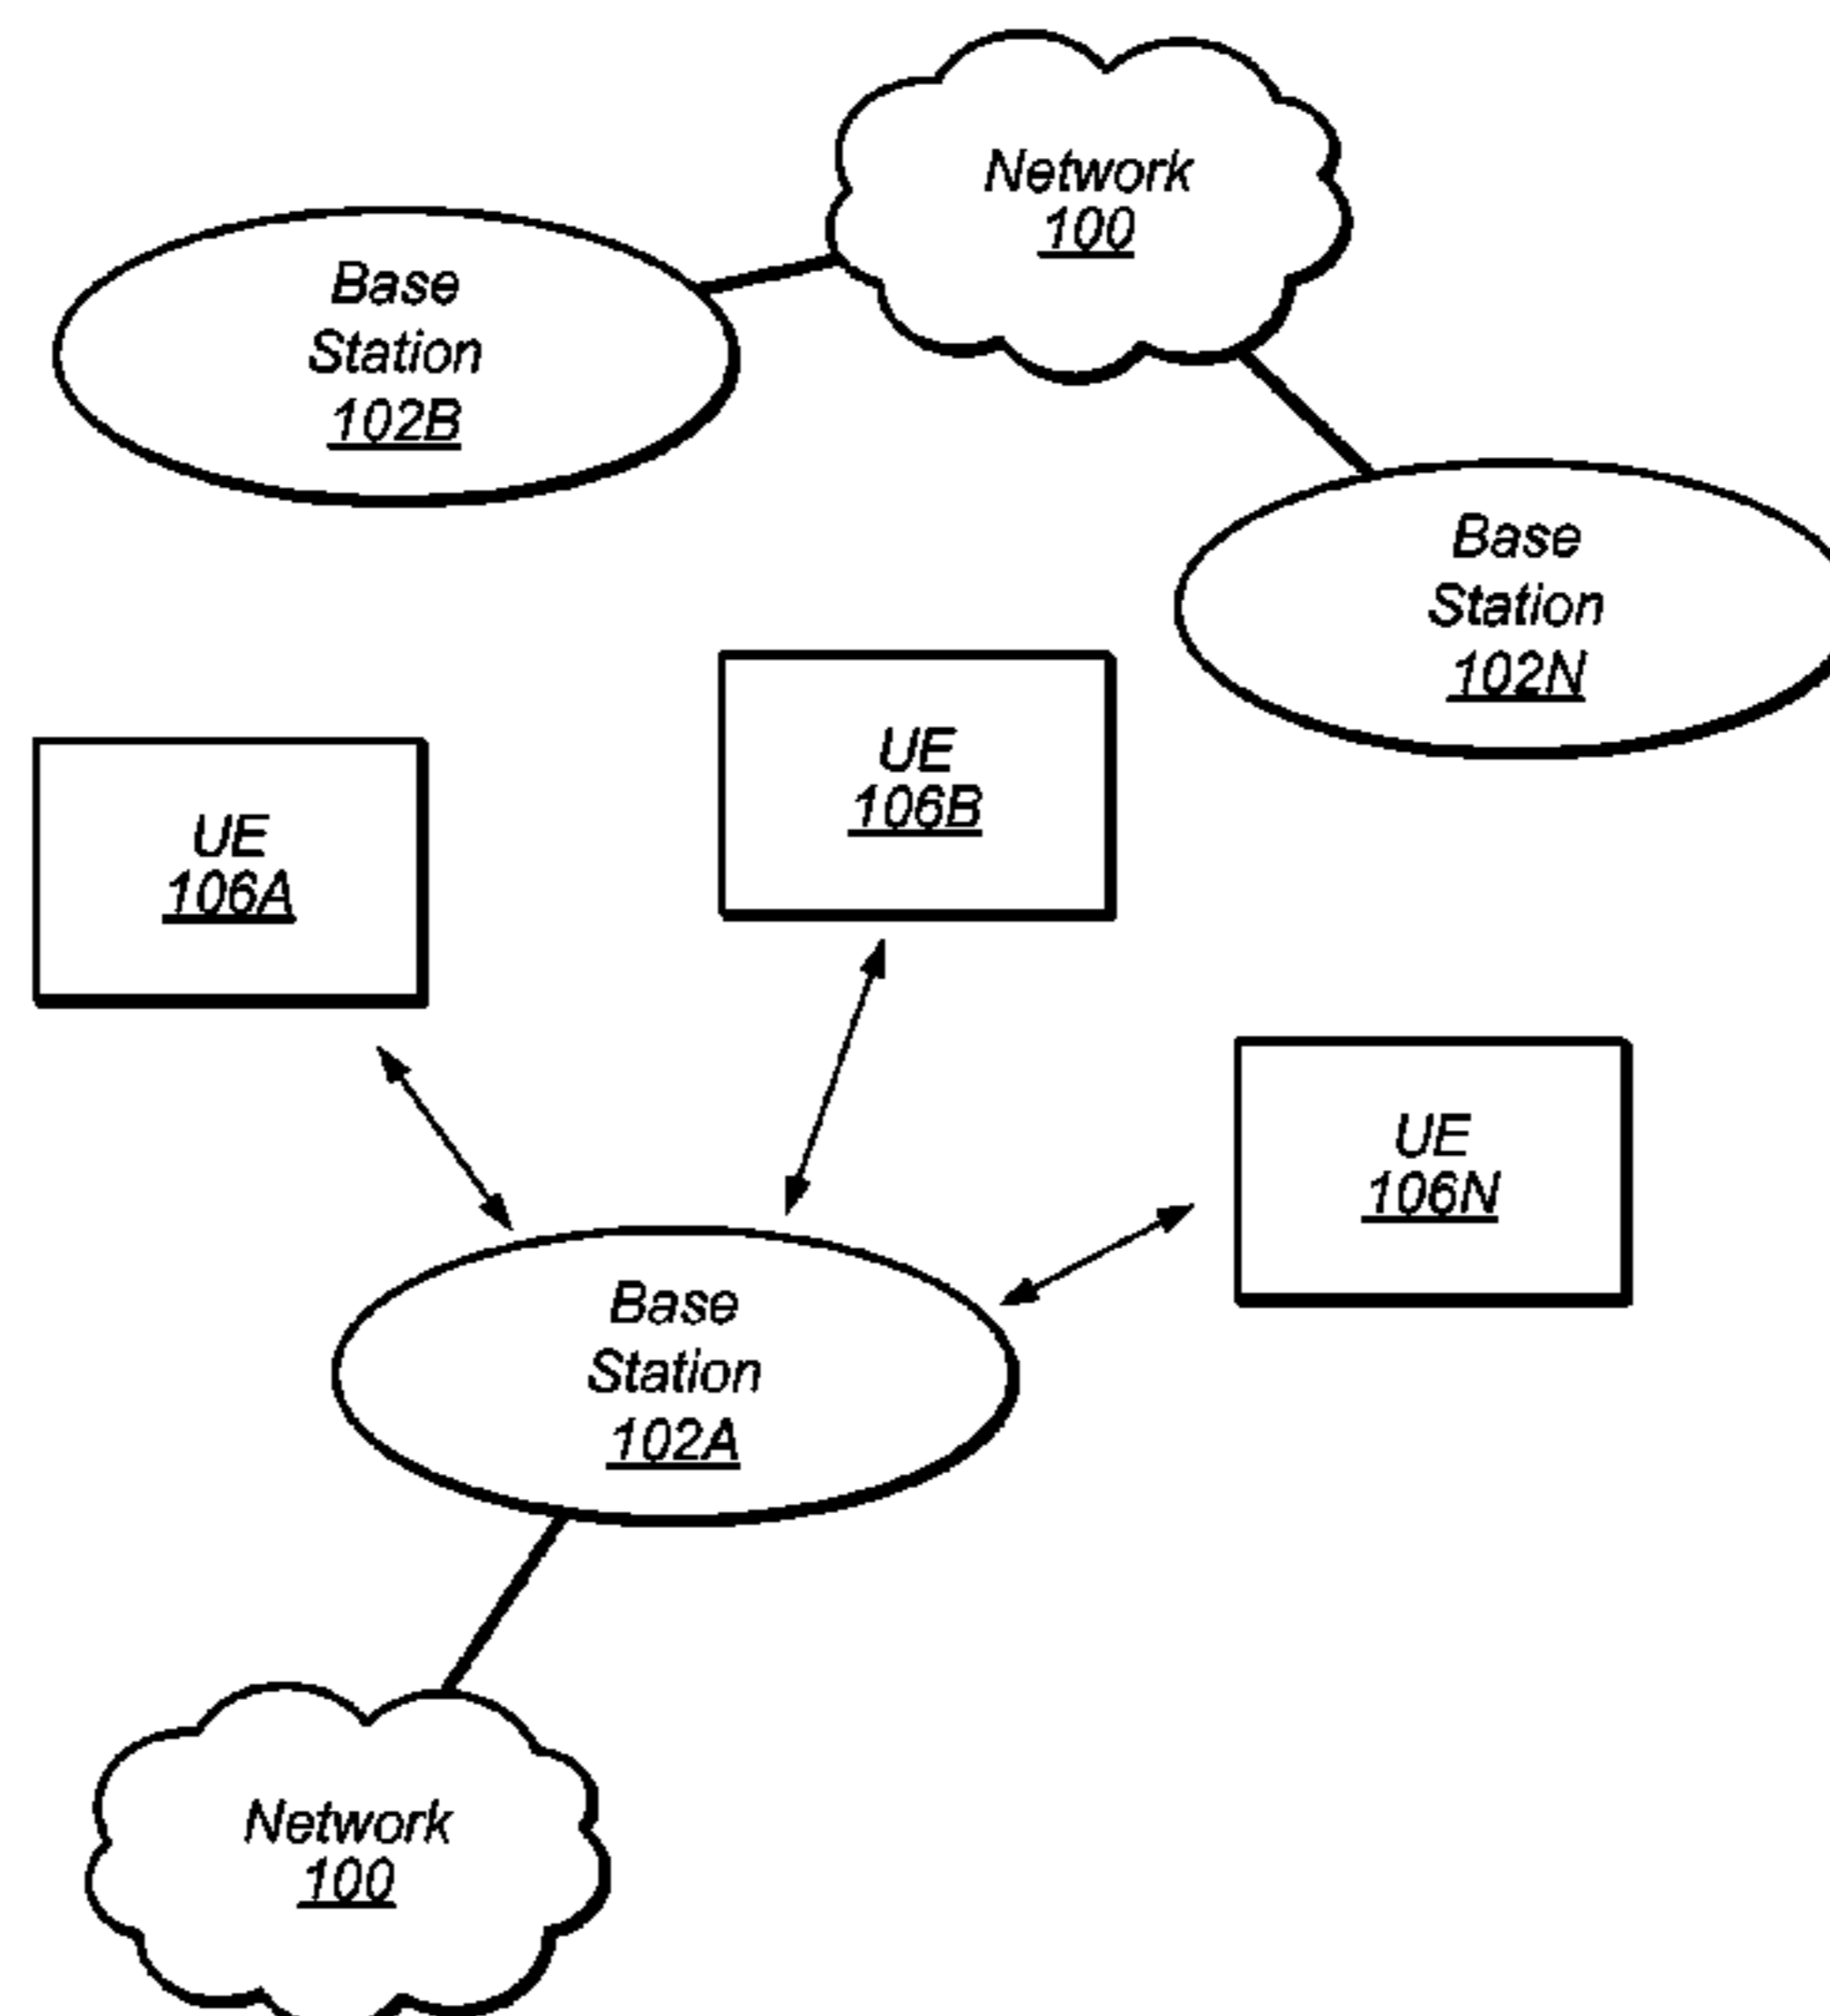 Network
100
Base
Station
102B
Base
Station
102N
UE
106B
UE
106A
UE
106N
Base
Station
102A
Network
100